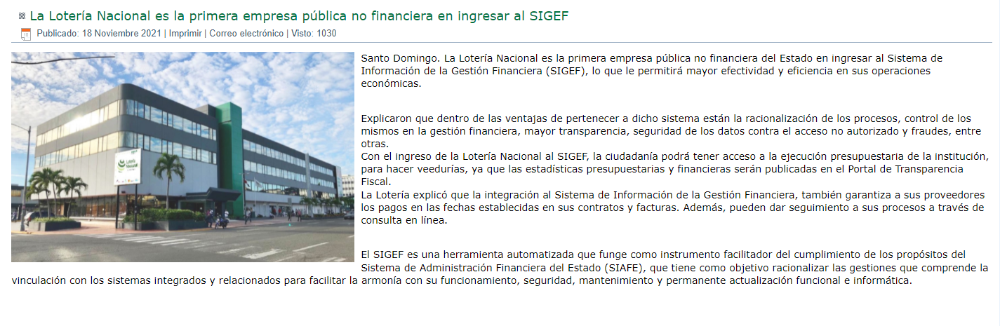 La Lotería Nacional es la primera empresa pública no financiera en ingresar al SIGEF
Publicado: 18 Noviembre 2021 | Imprimir | Correo electrónico | Visto: 1030
Lotería
Nacional
Santo Domingo. La Lotería Nacional es la primera empresa pública no financiera del Estado en ingresar al Sistema de
Información de la Gestión Financiera (SIGEF), lo que le permitirá mayor efectividad y eficiencia en sus operaciones
económicas.
Explicaron que dentro de las ventajas de pertenecer a dicho sistema están la racionalización de los procesos, control de los
mismos en la gestión financiera, mayor transparencia, seguridad de los datos contra el acceso no autorizado y fraudes, entre
otras.
Con el ingreso de la Lotería Nacional al SIGEF, la ciudadanía podrá tener acceso a la ejecución presupuestaria de la institución,
para hacer veedurías, ya que las estadísticas presupuestarias y financieras serán publicadas en el Portal de Transparencia
Fiscal.
La Lotería explicó que la integración al Sistema de Información de la Gestión Financiera, también garantiza a sus proveedores
los pagos en las fechas establecidas en sus contratos y facturas. Además, pueden dar seguimiento a sus procesos a través de
consulta en línea.
El SIGEF es una herramienta automatizada que funge como instrumento facilitador del cumplimiento de los propósitos del
Sistema de Administración Financiera del Estado (SIAFE), que tiene como objetivo racionalizar las gestiones que comprende la
vinculación con los sistemas integrados y relacionados para facilitar la armonía con su funcionamiento, seguridad, mantenimiento y permanente actualización funcional e informática.